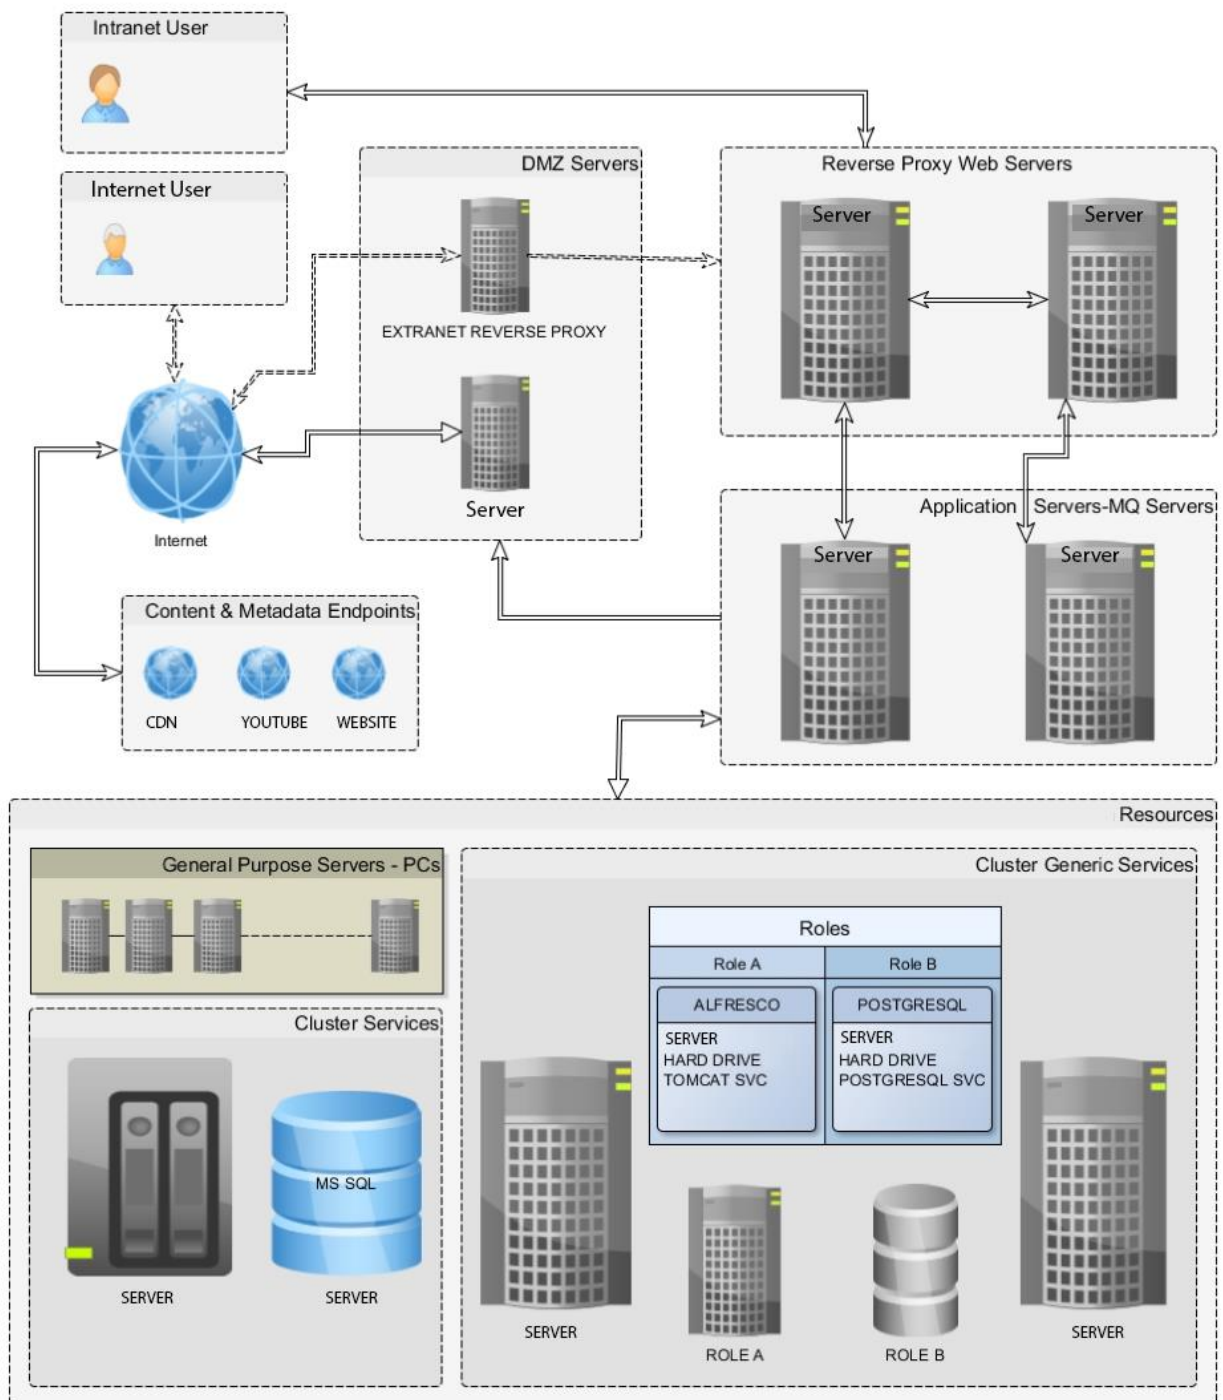 Intranet User
Internet User
DMZ Servers
EXTRANET REVERSE PROXY
Server
Reverse Proxy Web Servers
Server
Server
Internet
Application Servers-MQ Servers
Server
Server
Content & Metadata Endpoints
CDN
YOUTUBE
WEBSITE
Resources
General Purpose Servers - PCs
Cluster Services
MS SQL
SERVER
SERVER
Cluster Generic Services
Roles
Role A
Role B
ALFRESCO
SERVER
HARD DRIVE
TOMCAT SVC
POSTGRESQL
SERVER
HARD DRIVE
POSTGRESQL SVC
SERVER
ROLE A
ROLE B
SERVER